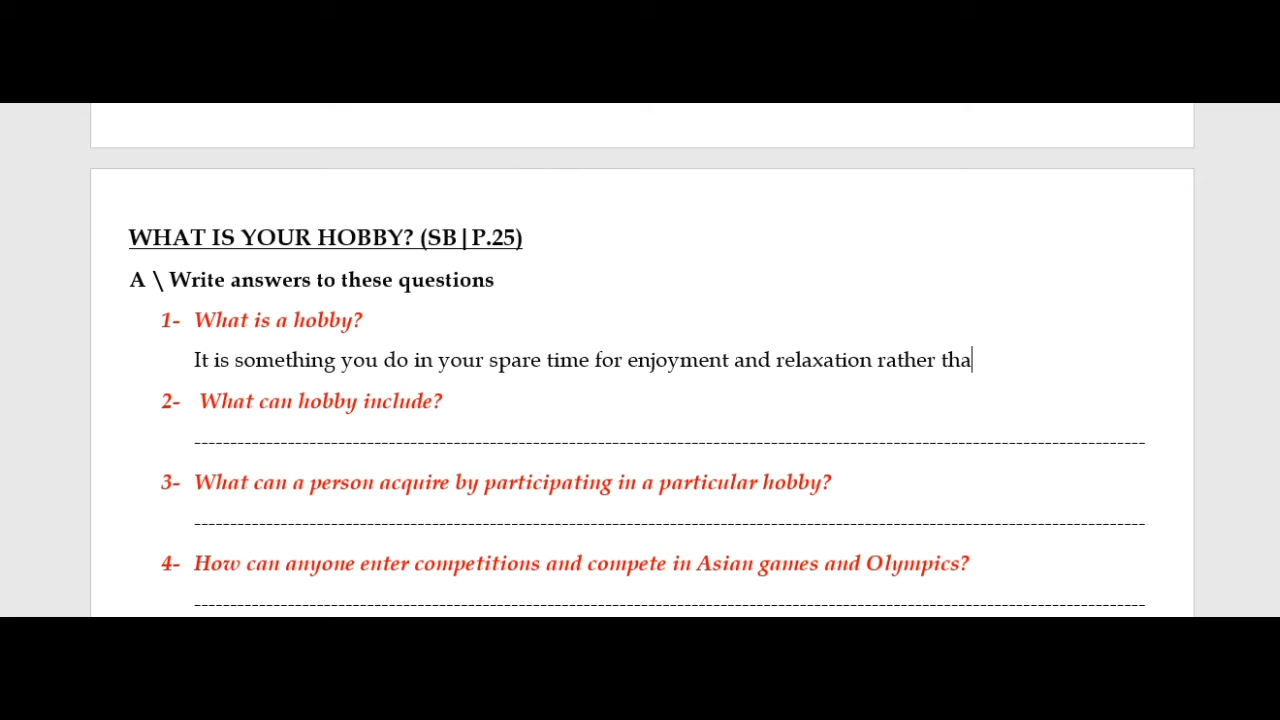 WHAT IS YOUR HOBBY? (SB|P.25)
A \ Write answers to these questions
1- What is a hobby?
It is something you do in your spare time for enjoyment and relaxation rather tha
2- What can hobby include?
3- What can a person acquire by participating in a particular hobby?
4- How can anyone enter competitions and compete in Asian games and Olympics?